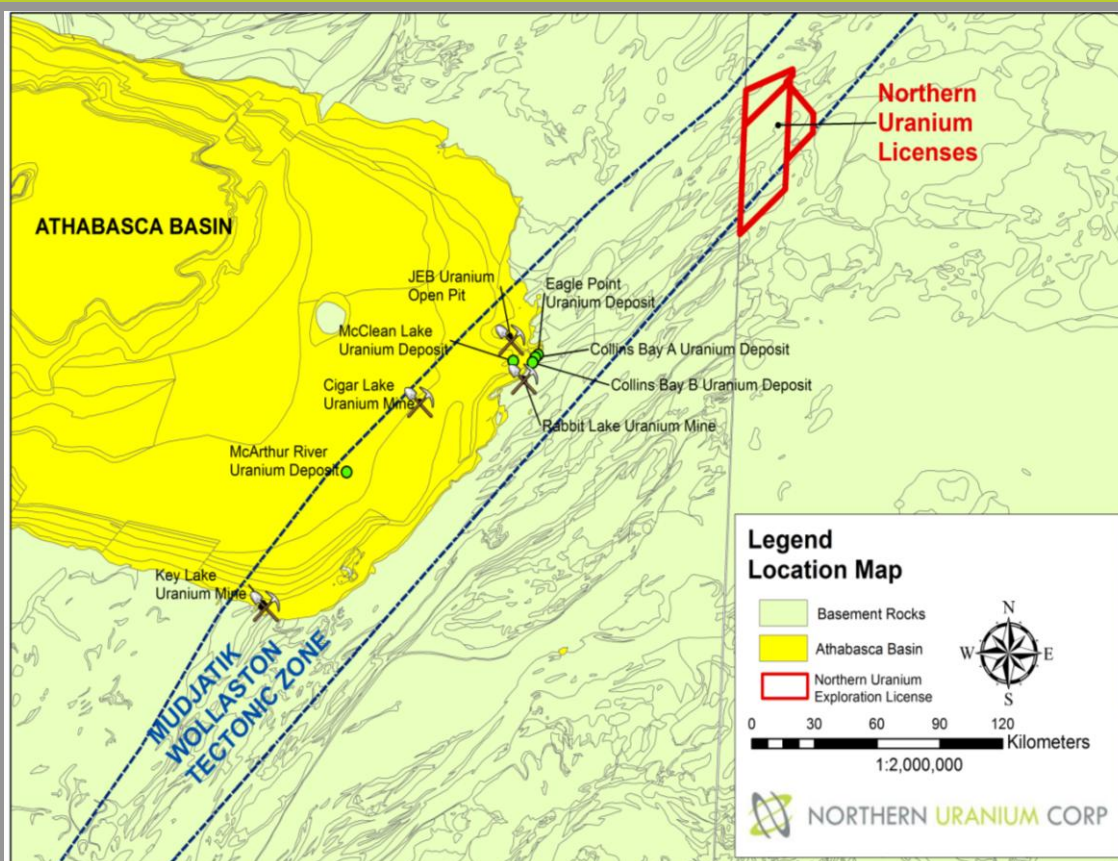 Northern
Uranium
Licenses
ATHABASCA BASIN
JEB Uranium
Open Pit
Eagle Point
Uranium Deposit
McClean Lake
Uranium Deposit
Collins Bay A Uranium Deposit
Cigar Lake
Uranium Mine
Collins Bay B Uranium Deposit
Rabbit Lake Uranium Mine
McArthur River
Uranium Deposit
Key Lake
Uranium Mine
MUDJATIK
WOLLASTON
TECTONIC ZONE
Legend
Location Map
Basement Rocks
Athabasca Basin
Northern Uranium
Exploration License
N
W
E
S
0 30 60 90 120
Kilometers
1:2,000,000
NORTHERN URANIUM CORP